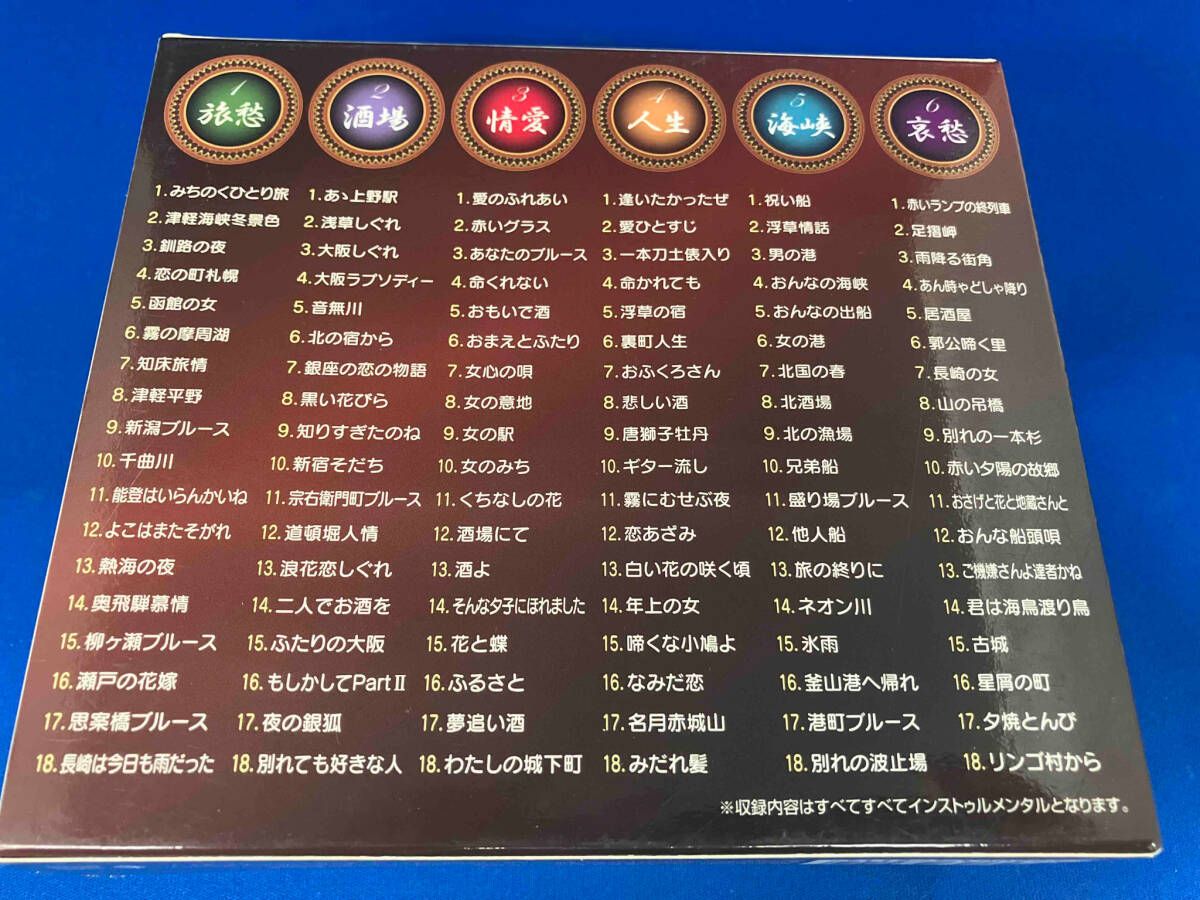 1
旅愁
1.みちのくひとり旅
2.津軽海峡冬景色
3.釧路の夜
4.恋の町札幌
5.函館の女
6.霧の摩周湖
7.知床旅情
8.津軽平野
9.新潟ブルース
10.千曲川
11.能登はいらんかいね
12.よこはまたそがれ
13.熱海の夜
14.奥飛騨慕情
15.柳ヶ瀬ブルース
16.瀬戸の花嫁
17.思案橋ブルース
18.長崎は今日も雨だった
2
酒場
1.あゝ上野駅
2.浅草しぐれ
3.大阪しぐれ
4.大阪ラプソディー
5.音無川
6.北の宿から
7.銀座の恋の物語
8.黒い花びら
9.知りすぎたのね
10.新宿そだち
11.宗右衛門町ブルース
12.道頓堀人情
13.浪花恋しぐれ
14.二人でお酒を
15.ふたりの大阪
16.もしかしてPartⅡ
17.夜の銀狐
18.別れても好きな人
3
情愛
1.愛のふれあい
2.赤いグラス
3.あなたのブルース
4.命くれない
5.おもいで酒
6.おまえとふたり
7.女心の唄
8.女の意地
9.女の駅
10.女のみち
11.くちなしの花
12.酒場にて
13.酒よ
14.そんな夕子にほれました
15.花と蝶
16.ふるさと
17.夢追い酒
18.わたしの城下町
4
人生
1.逢いたかったぜ
2.愛ひとすじ
3.一本刀土俵入り
4.命かれても
5.浮草の宿
6.裏町人生
7.おふくろさん
8.悲しい酒
9.唐獅子牡丹
10.ギター流し
11.霧にむせぶ夜
12.恋あざみ
13.白い花の咲く頃
14.年上の女
15.啼くな小鳩よ
16.なみだ恋
17.名月赤城山
18.みだれ髪
5
海峡
1.祝い船
2.浮草情話
3.男の港
4.おんなの海峡
5.おんなの出船
6.女の港
7.北国の春
8.北酒場
9.北の漁場
10.兄弟船
11.盛り場ブルース
12.他人船
13.旅の終りに
14.ネオン川
15.氷雨
16.釜山港へ帰れ
17.港町ブルース
18.別れの波止場
6
哀愁
1.赤いランプの終列車
2.足摺岬
3.雨降る街角
4.あん時ゃどしゃ降り
5.居酒屋
6.郭公啼く里
7.長崎の女
8.山の吊橋
9.別れの一本杉
10.赤い夕陽の故郷
11.おさげと花と地蔵さんと
12.おんな船頭唄
13.ご機嫌さんよ達者かね
14.君は海鳥渡り鳥
15.古城
16.星屑の町
17.夕焼とんび
18.リンゴ村から
※収録内容はすべてすべてインストゥルメンタルとなります。